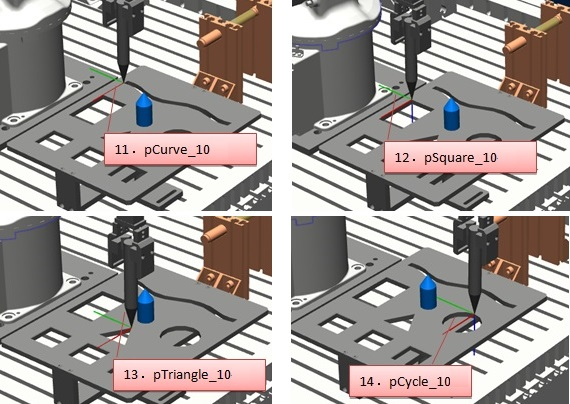 11. pCurve_10
12. pSquare_10
13. pTriangle_10
14. pCycle_10